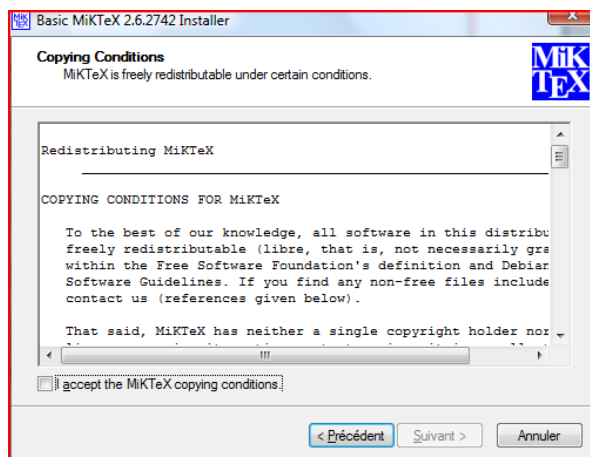 Basic MiKTeX 2.6.2742 Installer
Copying Conditions
MiKTeX is freely redistributable under certain conditions.
MiK
TEX
Redistributing MiKTeX
COPYING CONDITIONS FOR MiKTeX
To the best of our knowledge, all software in this distribu
freely redistributable (libre, that is, not necessarily gra
within the Free Software Foundation's definition and Debian
Software Guidelines. If you find any non-free files include
contact us (references given below).
That said, MiKTeX has neither a single copyright holder nor
I accept the MiKTeX copying conditions.
< Précédent
Suivant >
Annuler